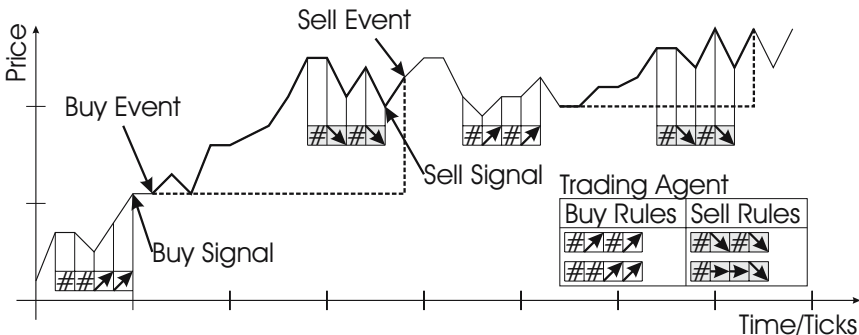 Price
Sell Event
Buy Event
Sell Signal
Buy Signal
# #
# #
# #
# #
Trading Agent
Buy Rules Sell Rules
# # # #
# # #
Time/Ticks